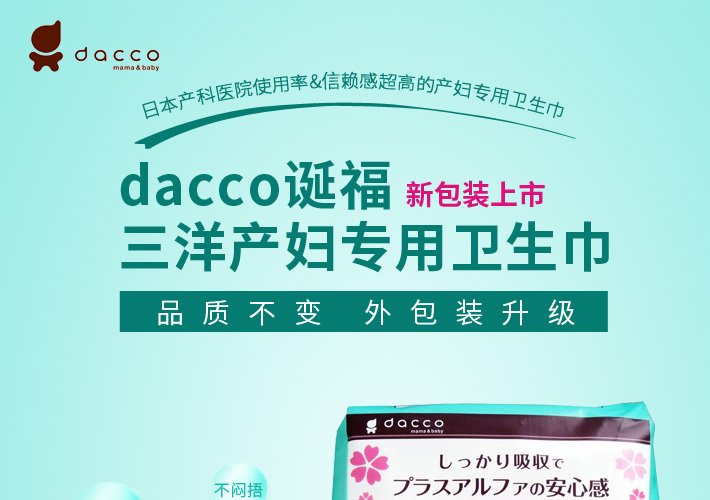 dacco
mama & baby
日本产科医院使用率&信赖感超高的产妇专用卫生巾
dacco诞福 新包装上市
三洋产妇专用卫生巾
品质不变 外包装升级
dacco
mama & baby
しっかり吸収で
プラスアルファの安心感
不闷捂